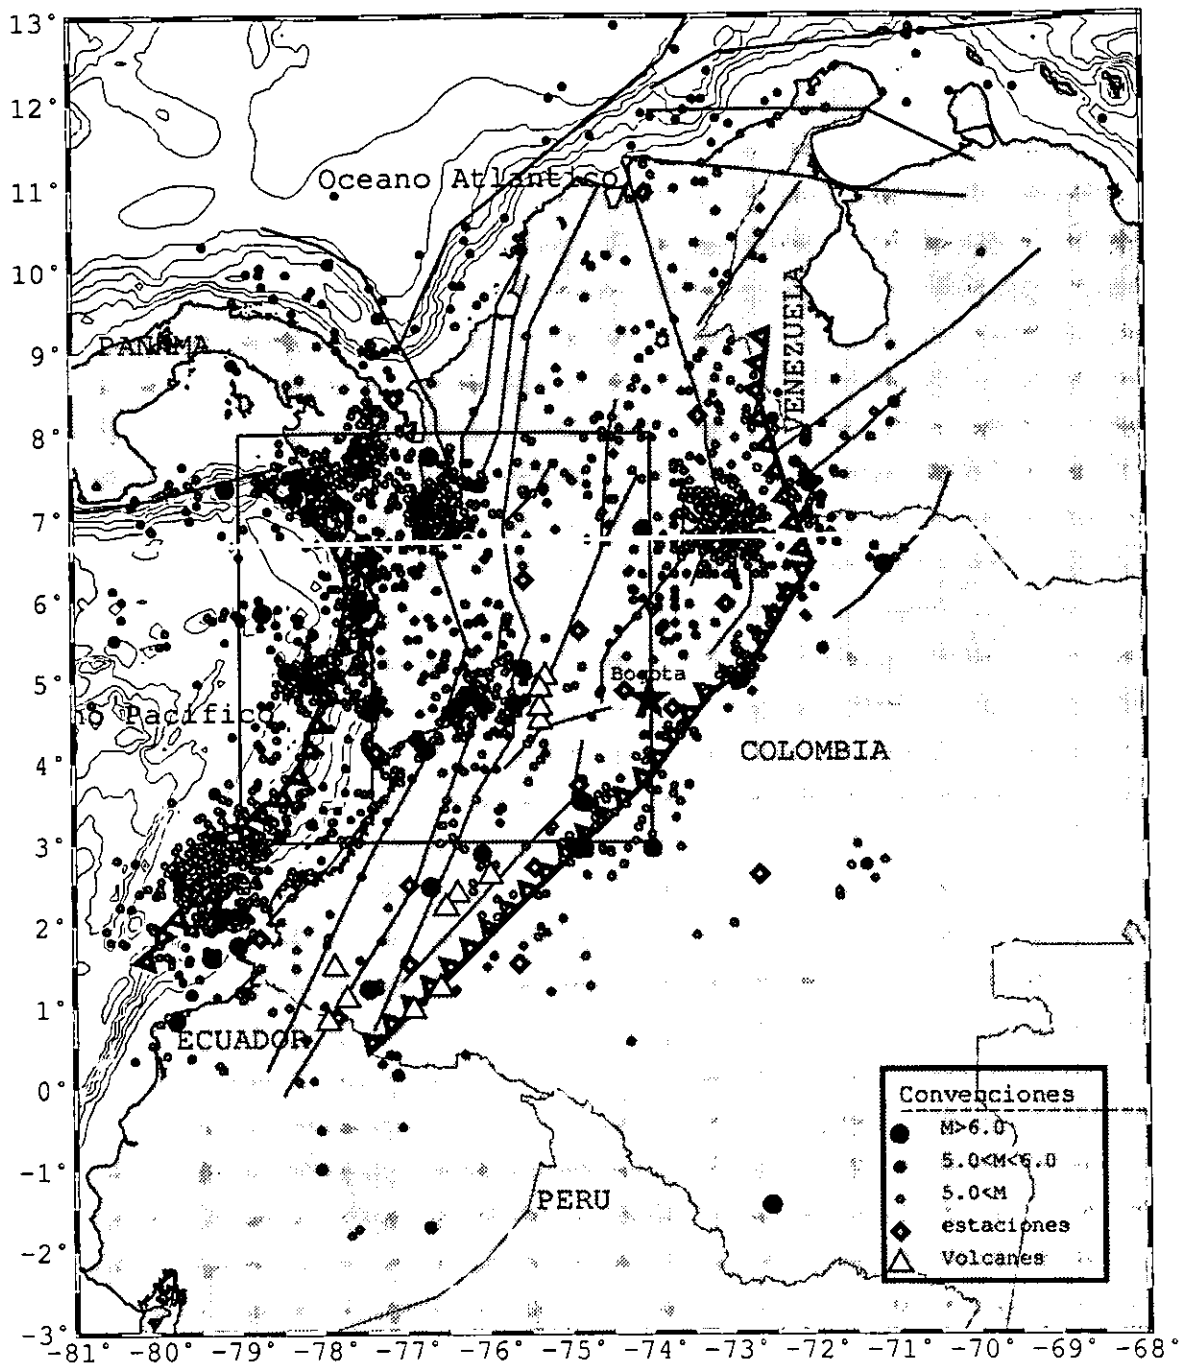 13°
12°
Oceano Atlantico
11°
10°
VENEZUELA
PANAMA
9°
8°
7°
6°
Bogota
5°
no Pacifico
COLOMBIA
4°
3°
2°
1°
ECUADOR
0°
Convenciones
M>6.0
5.0<M<6.0
-1°
5.0<M
PERU
estaciones
-2°
Volcanes
-3°
-81° -80° -79° -78° -77° -76° -75° -74° -73° -72° -71° -70° -69° -68°